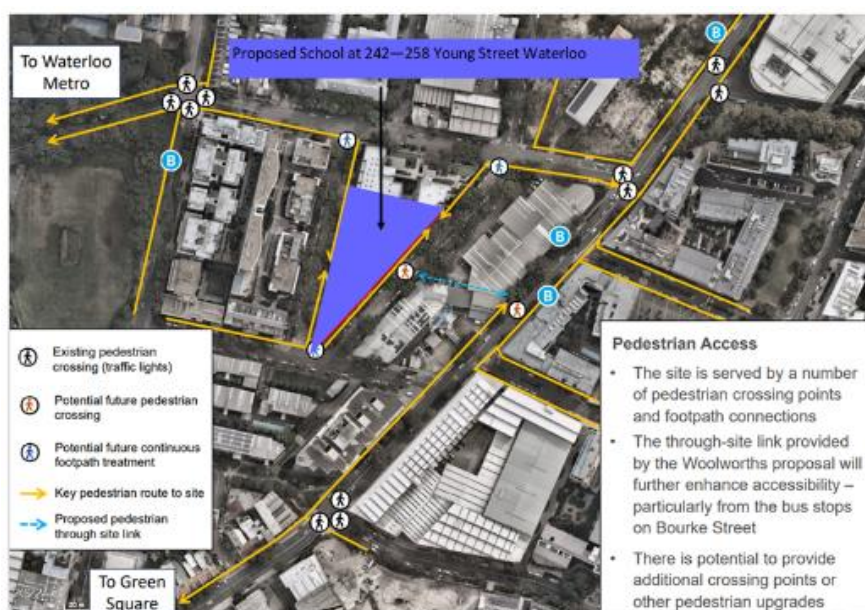 Proposed School at 242—258 Young Street Waterloo
B
To Waterloo
Metro
B
B
B
Existing pedestrian
crossing (traffic lights)
Potential future pedestrian
crossing
Potential future continuous
footpath treatment
Key pedestrian route to site
Proposed pedestrian
through site link
To Green
Square
Pedestrian Access
• The site is served by a number
of pedestrian crossing points
and footpath connections
• The through-site link provided
by the Woolworths proposal will
further enhance accessibility –
particularly from the bus stops
on Bourke Street
• There is potential to provide
additional crossing points or
other pedestrian upgrades